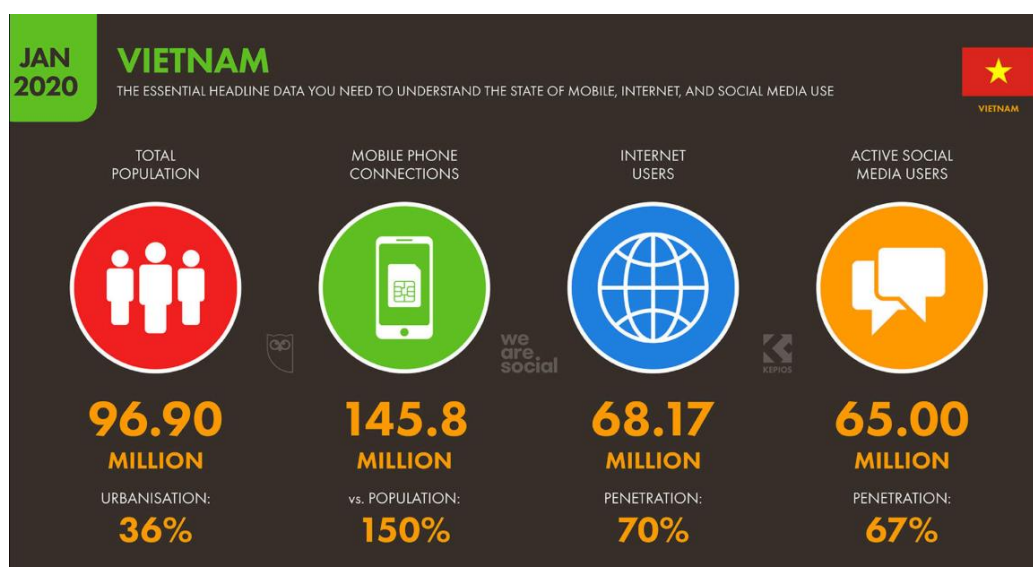 JAN
2020
VIETNAM
THE ESSENTIAL HEADLINE DATA YOU NEED TO UNDERSTAND THE STATE OF MOBILE, INTERNET, AND SOCIAL MEDIA USE
VIETNAM
TOTAL
POPULATION
MOBILE PHONE
CONNECTIONS
INTERNET
USERS
ACTIVE SOCIAL
MEDIA USERS
we
are
social
KEPIOS
96.90
MILLION
URBANISATION:
36%
145.8
MILLION
vs. POPULATION:
150%
68.17
MILLION
PENETRATION:
70%
65.00
MILLION
PENETRATION:
67%